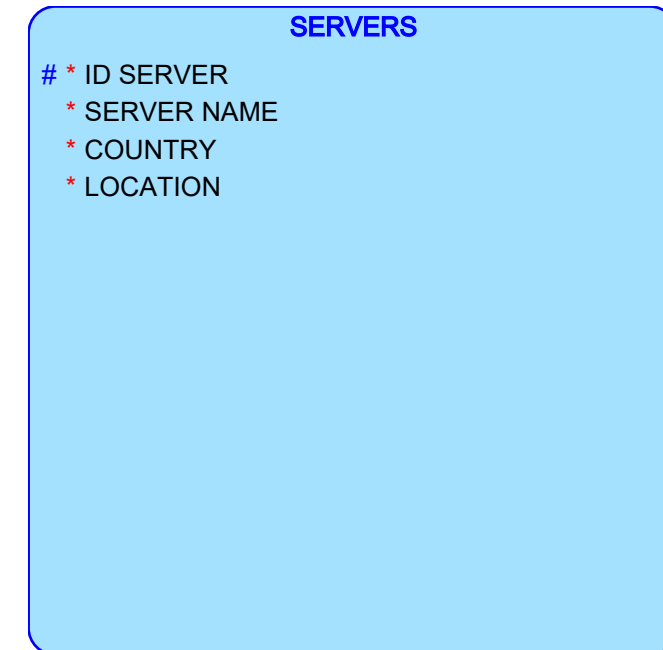 SERVERS
# * ID SERVER
* SERVER NAME
* COUNTRY
* LOCATION